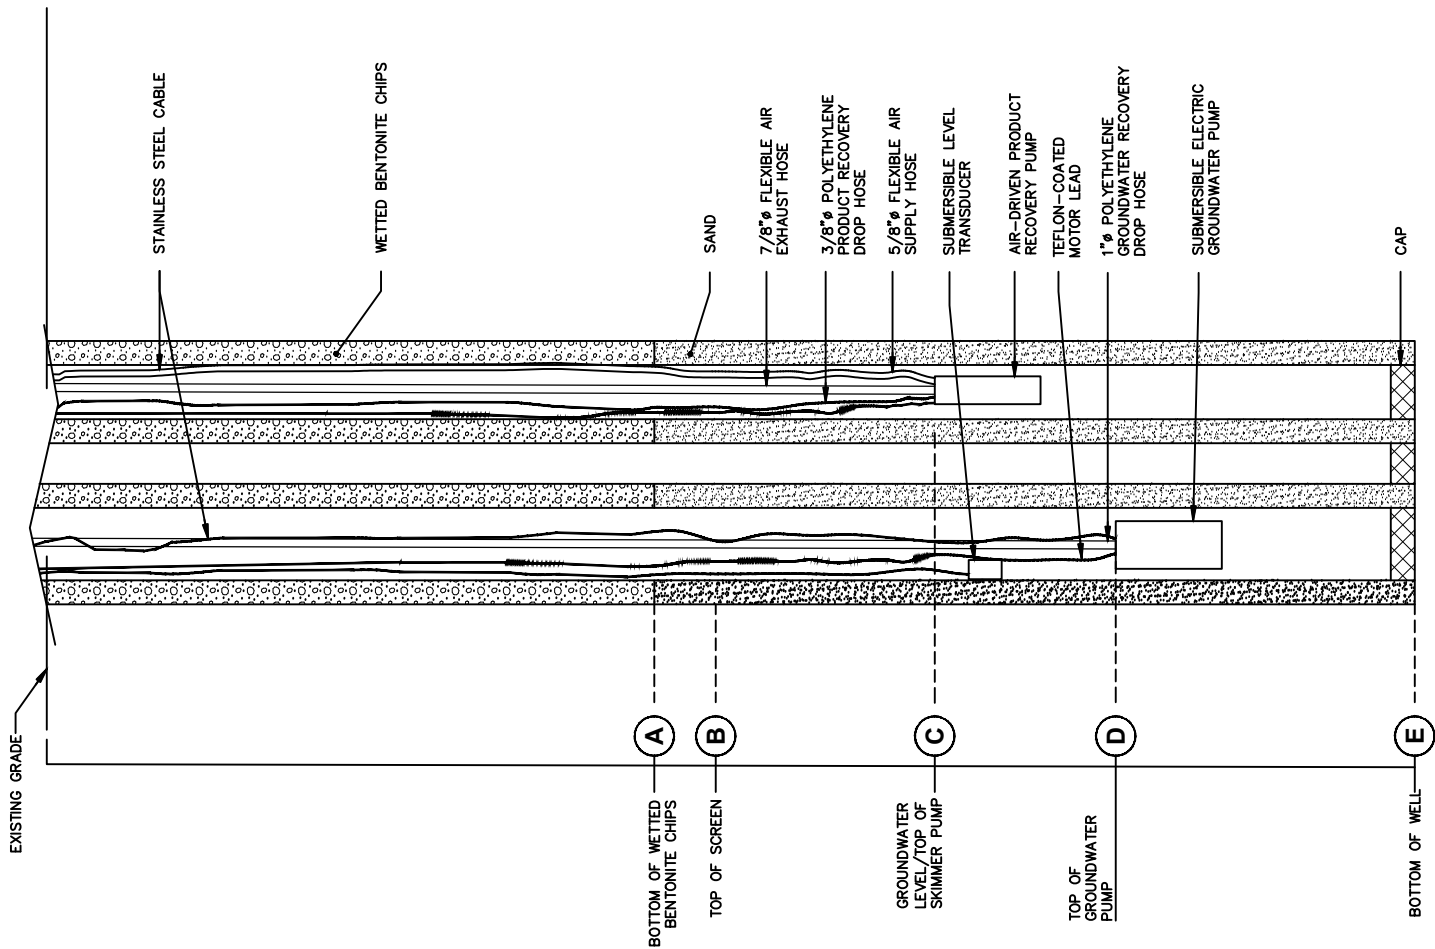 EXISTING GRADE
STAINLESS STEEL CABLE
WETTED BENTONITE CHIPS
SAND
7/8"ø FLEXIBLE AIR
EXHAUST HOSE
3/8"ø POLYETHYLENE
PRODUCT RECOVERY
DROP HOSE
5/8"ø FLEXIBLE AIR
SUPPLY HOSE
SUBMERSIBLE LEVEL
TRANSDUCER
AIR-DRIVEN PRODUCT
RECOVERY PUMP
TEFLON-COATED
MOTOR LEAD
1"ø POLYETHYLENE
GROUNDWATER RECOVERY
DROP HOSE
SUBMERSIBLE ELECTRIC
GROUNDWATER PUMP
CAP
A
BOTTOM OF WETTED
BENTONITE CHIPS
B
TOP OF SCREEN
C
GROUNDWATER
LEVEL/TOP OF
SKIMMER PUMP
D
TOP OF
GROUNDWATER
PUMP
E
BOTTOM OF WELL